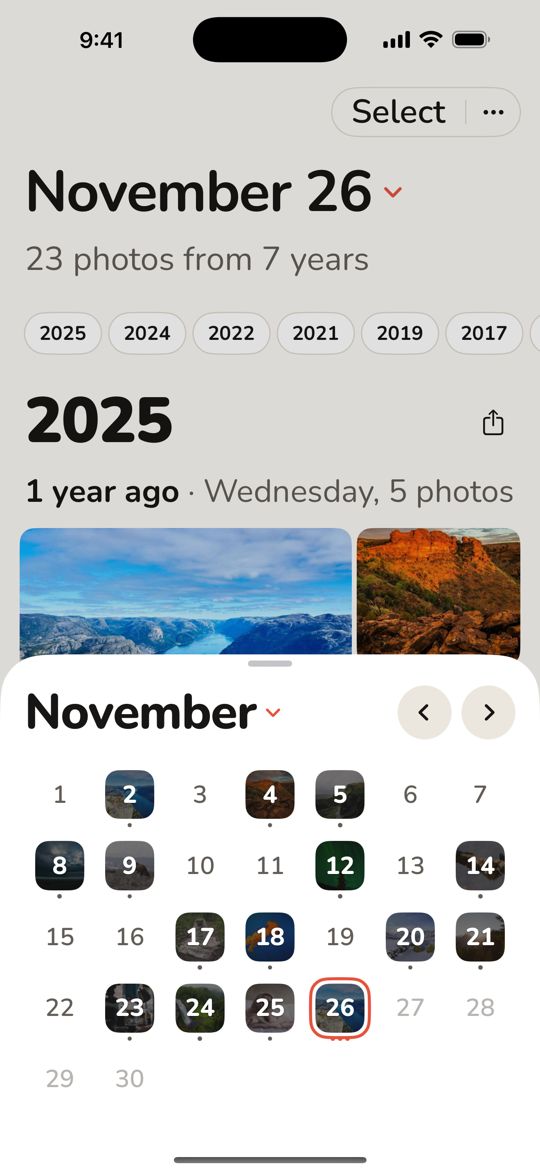 9:41
Select ...
November 26
23 photos from 7 years
2025 2024 2022 2021 2019 2017
2025
1 year ago · Wednesday, 5 photos
November
1 2 3 4 5 6 7
8 9 10 11 12 13 14
15 16 17 18 19 20 21
22 23 24 25 26 27 28
29 30